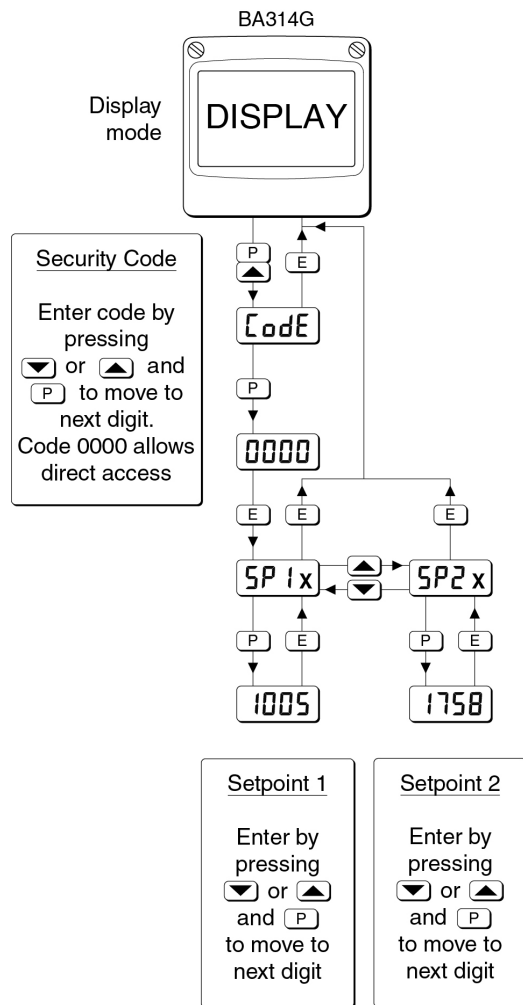 BA314G
Display
mode
DISPLAY
Security Code
Enter code by
pressing
▼ or ▲ and
P to move to
next digit.
Code 0000 allows
direct access
P
▲
E
CodE
P
0000
E
E
E
SP1x
▲
▼
SP2x
P
E
P
E
1005
1758
Setpoint 1
Enter by
pressing
▼ or ▲
and P
to move to
next digit
Setpoint 2
Enter by
pressing
▼ or ▲
and P
to move to
next digit